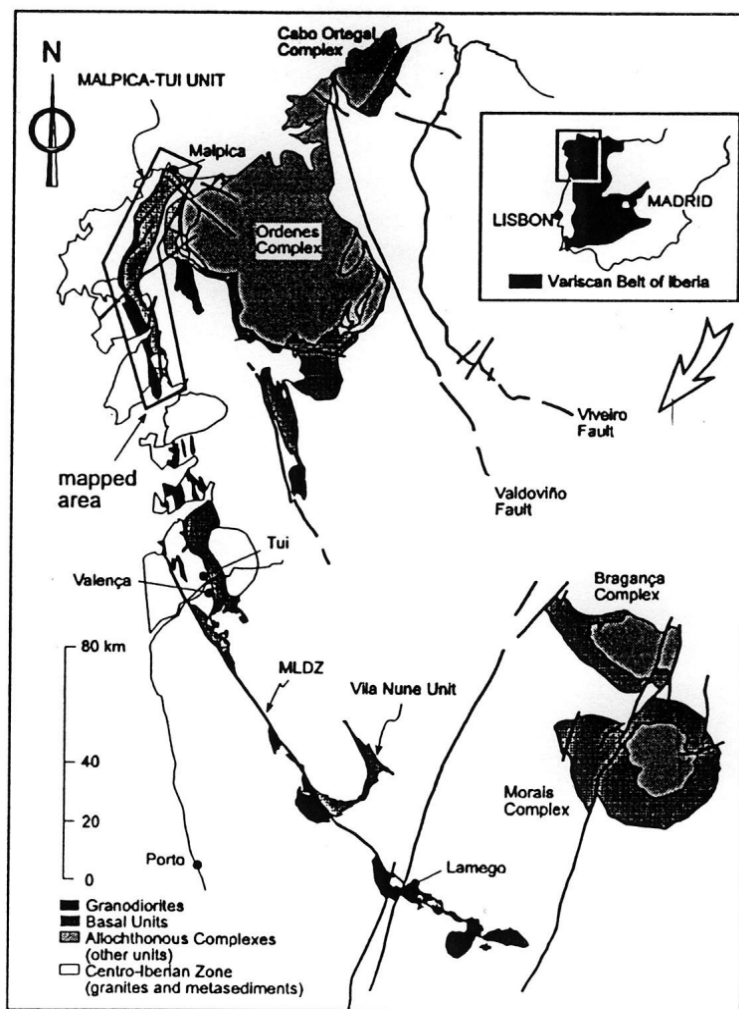 Cabo Ortegal
Complex
N
MALPICA-TUI UNIT
Malpica
Ordenes
Complex
MADRID
LISBON
Variscan Belt of Iberia
Viveiro
Fault
mapped
area
Valdoviño
Fault
Tui
Valença
Bragança
Complex
80 km
MLDZ
Vila Nune Unit
40
Morais
Complex
20
Porto
Lamego
0
Granodiorites
Basal Units
Allochthonous Complexes
(other units)
Centro-Iberian Zone
(granites and metasediments)